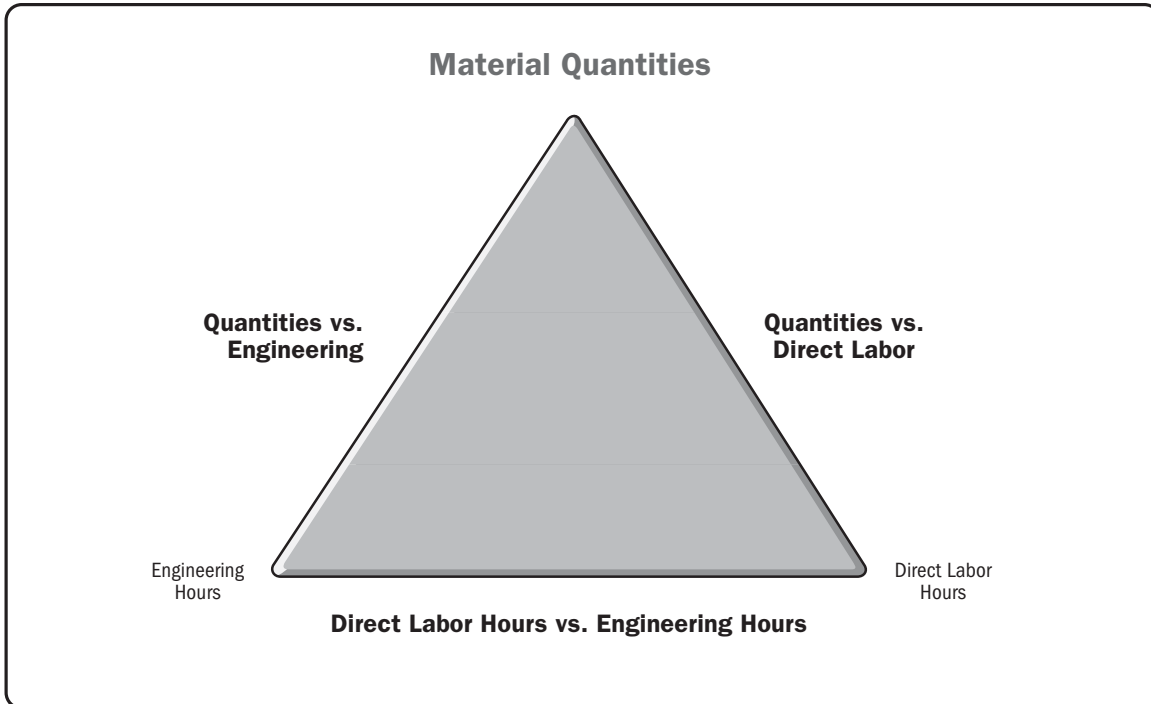 Material Quantities
Quantities vs.
Engineering
Quantities vs.
Direct Labor
Engineering
Hours
Direct Labor
Hours
Direct Labor Hours vs. Engineering Hours